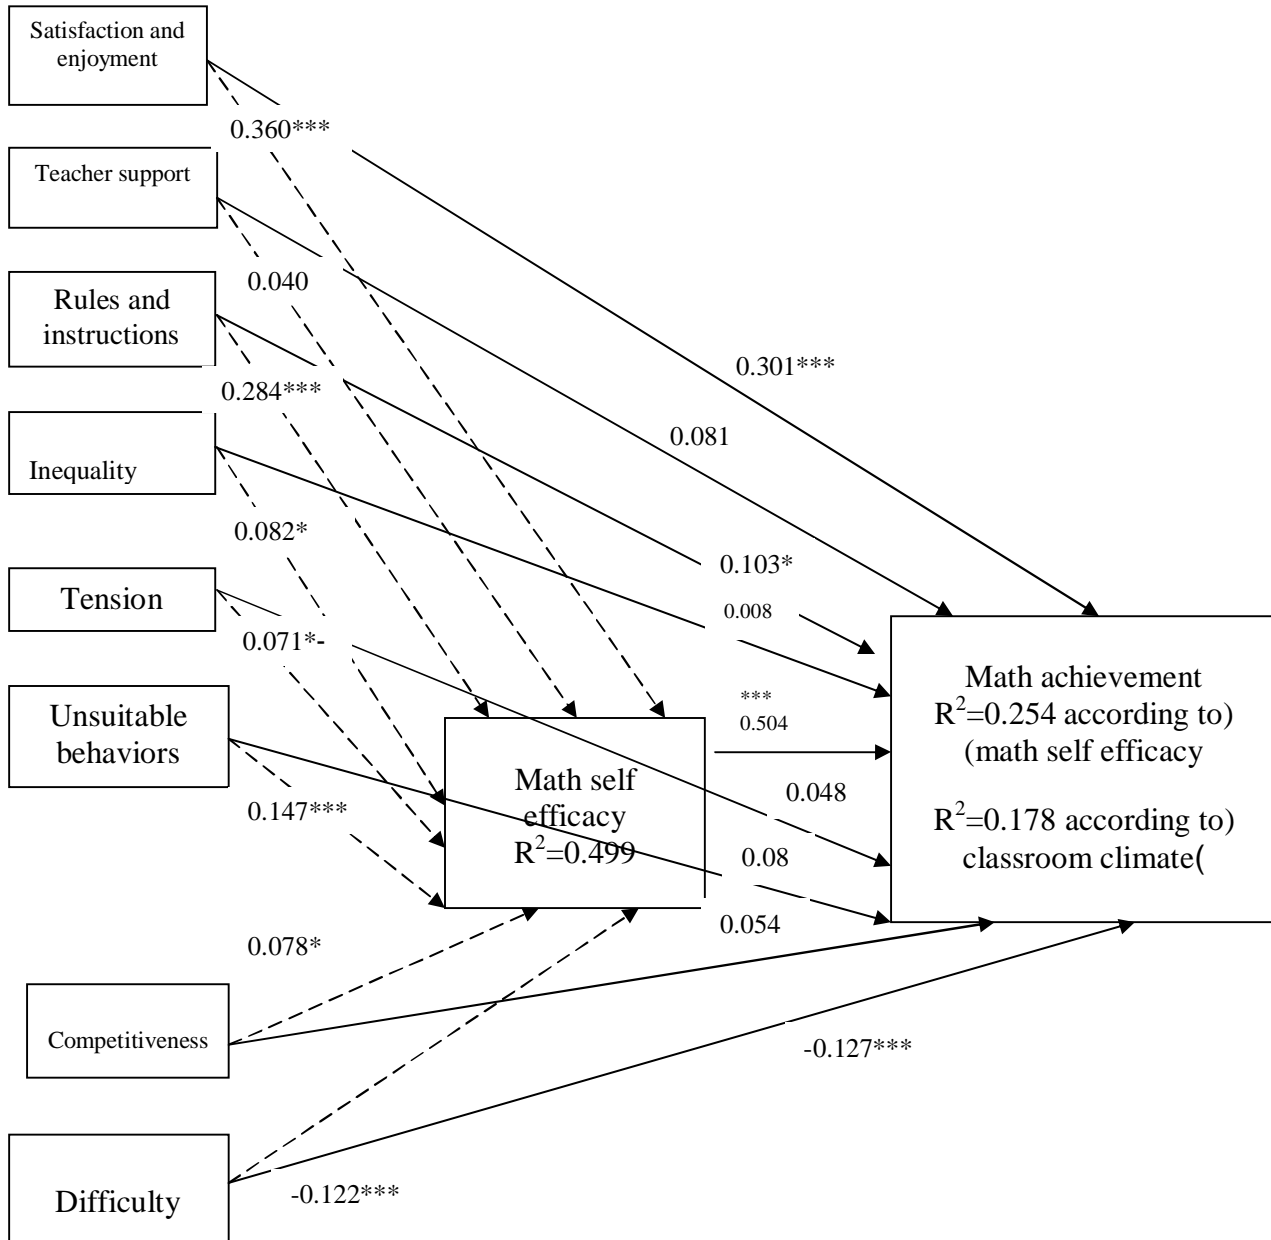 Satisfaction and
enjoyment
0.360***
Teacher support
0.040
Rules and
instructions
0.301***
0.284***
0.081
Inequality
0.082*
0.103*
Tension
0.008
0.071*-
Unsuitable
behaviors
***
0.504
Math achievement
R²=0.254 according to)
(math self efficacy
R²=0.178 according to)
classroom climate(
Math self
efficacy
R²=0.499
0.048
0.147***
0.08
0.054
0.078*
Competitiveness
-0.127***
Difficulty
-0.122***